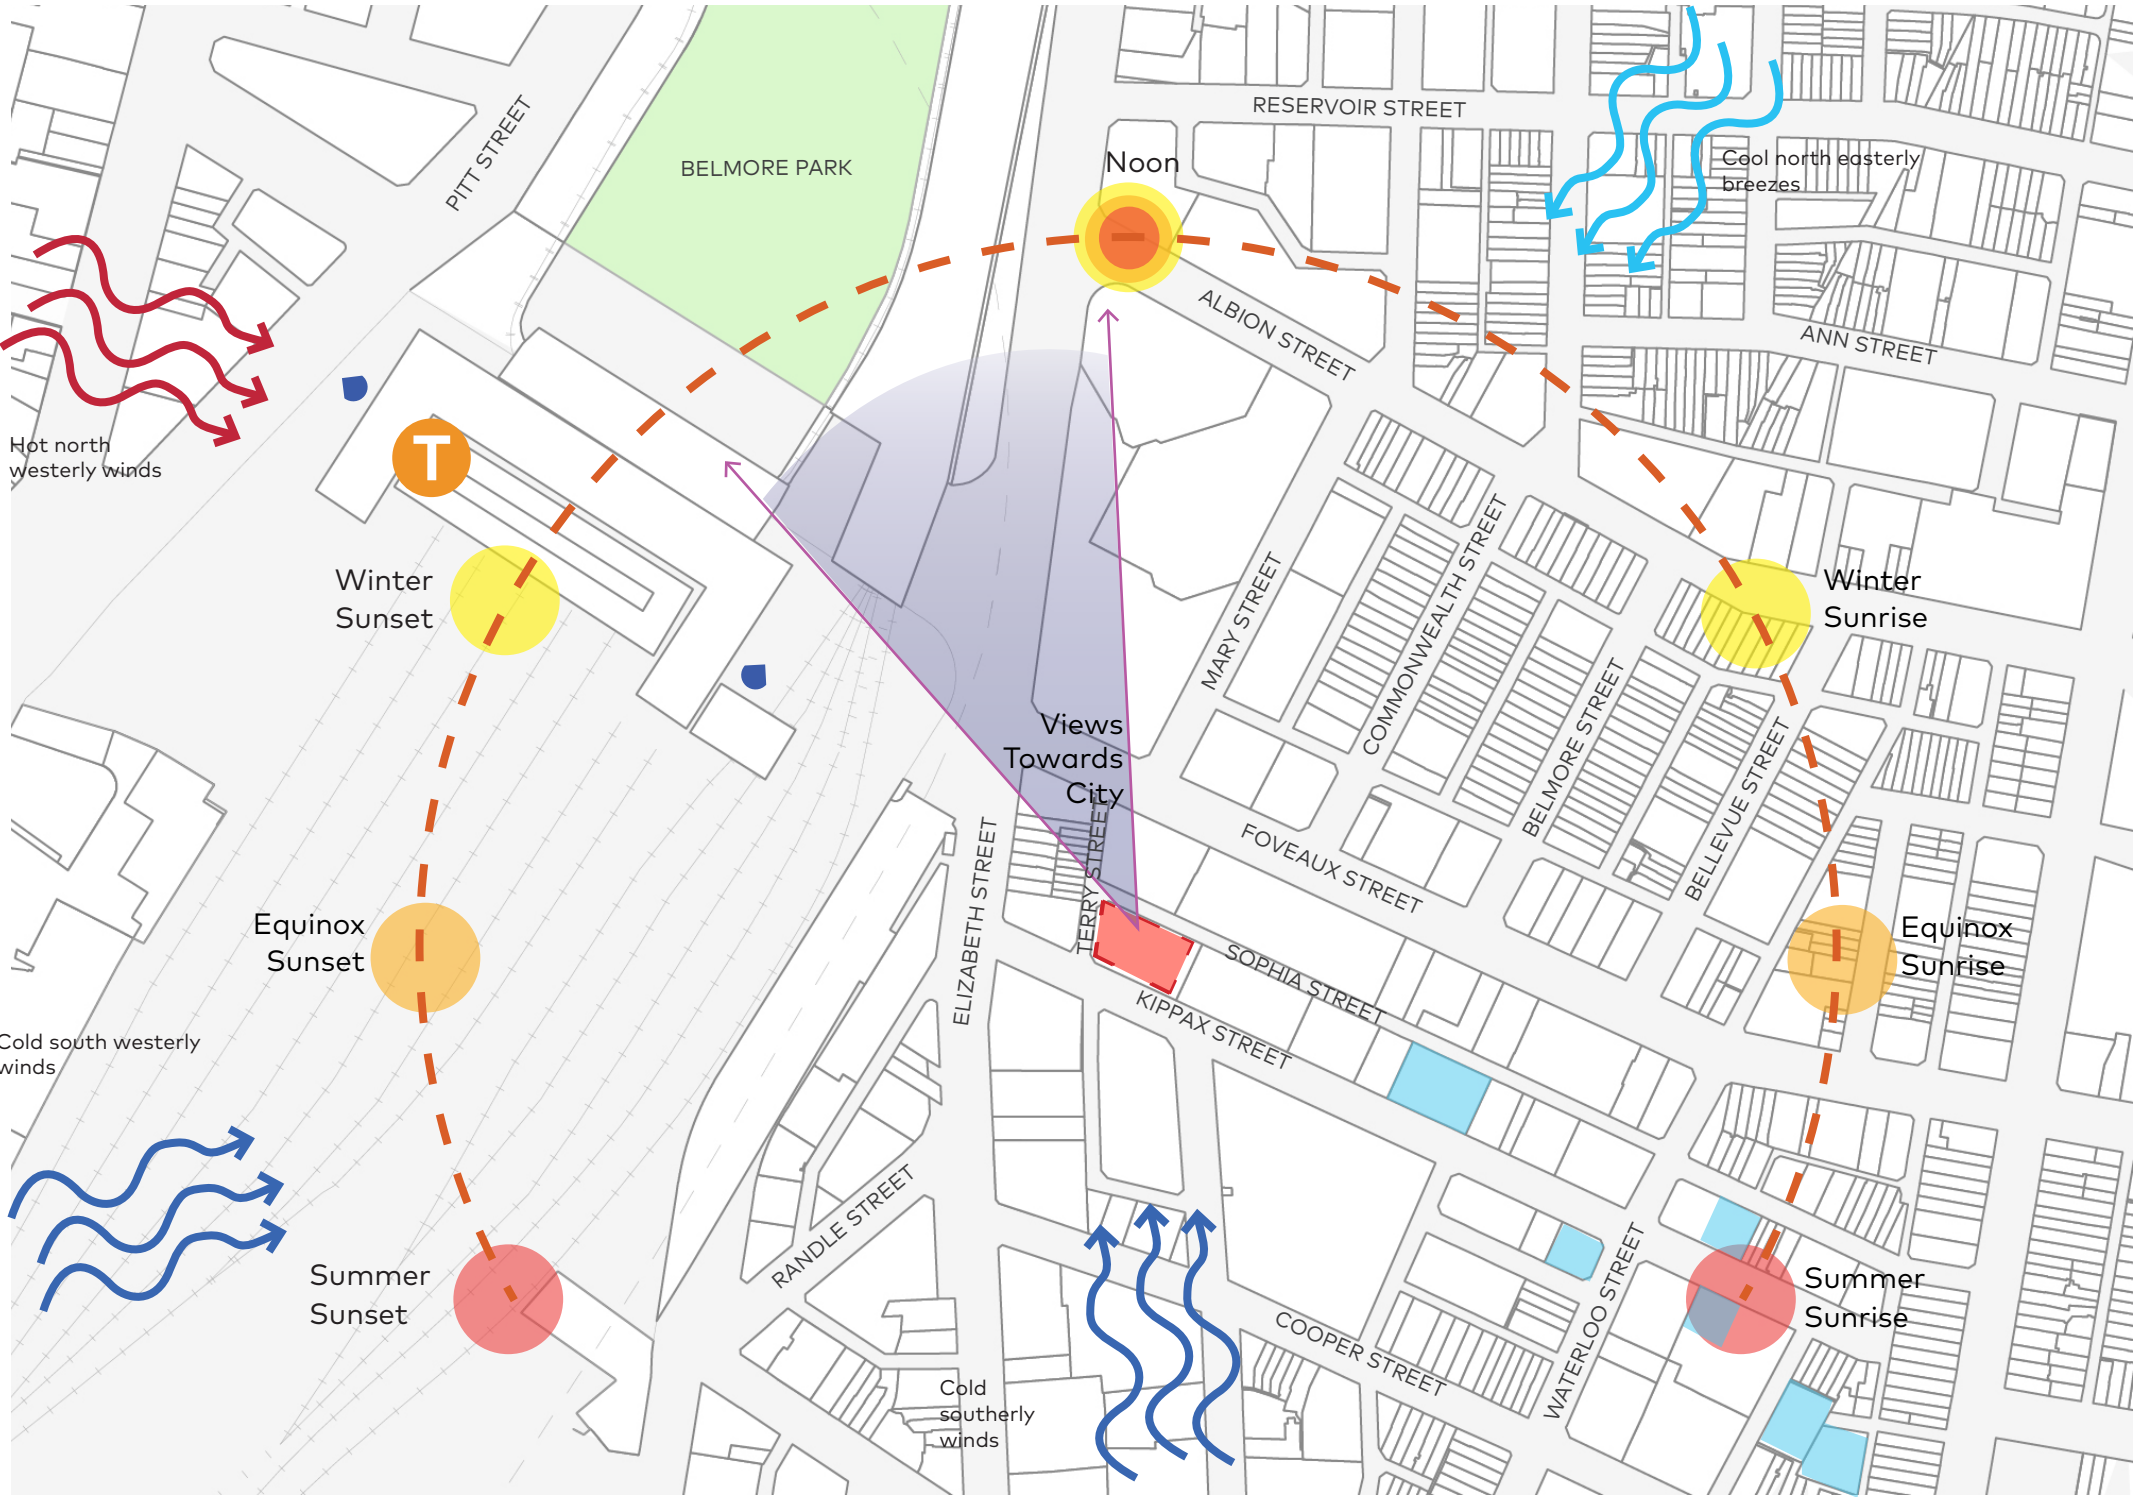 RESERVOIR STREET
PITT STREET
BELMORE PARK
Noon
Cool north easterly
breezes
ALBION STREET
ANN STREET
Hot north
westerly winds
T
Winter
Sunset
Winter
Sunrise
MARY STREET
COMMONWEALTH STREET
BELMORE STREET
BELLEVUE STREET
Views
Towards
City
TERRY STREET
ELIZABETH STREET
FOVEAUX STREET
Equinox
Sunset
Equinox
Sunrise
SOPHIA STREET
KIPPAX STREET
Cold south westerly
winds
RANDLE STREET
Summer
Sunset
WATERLOO STREET
Summer
Sunrise
COOPER STREET
Cold
southerly
winds